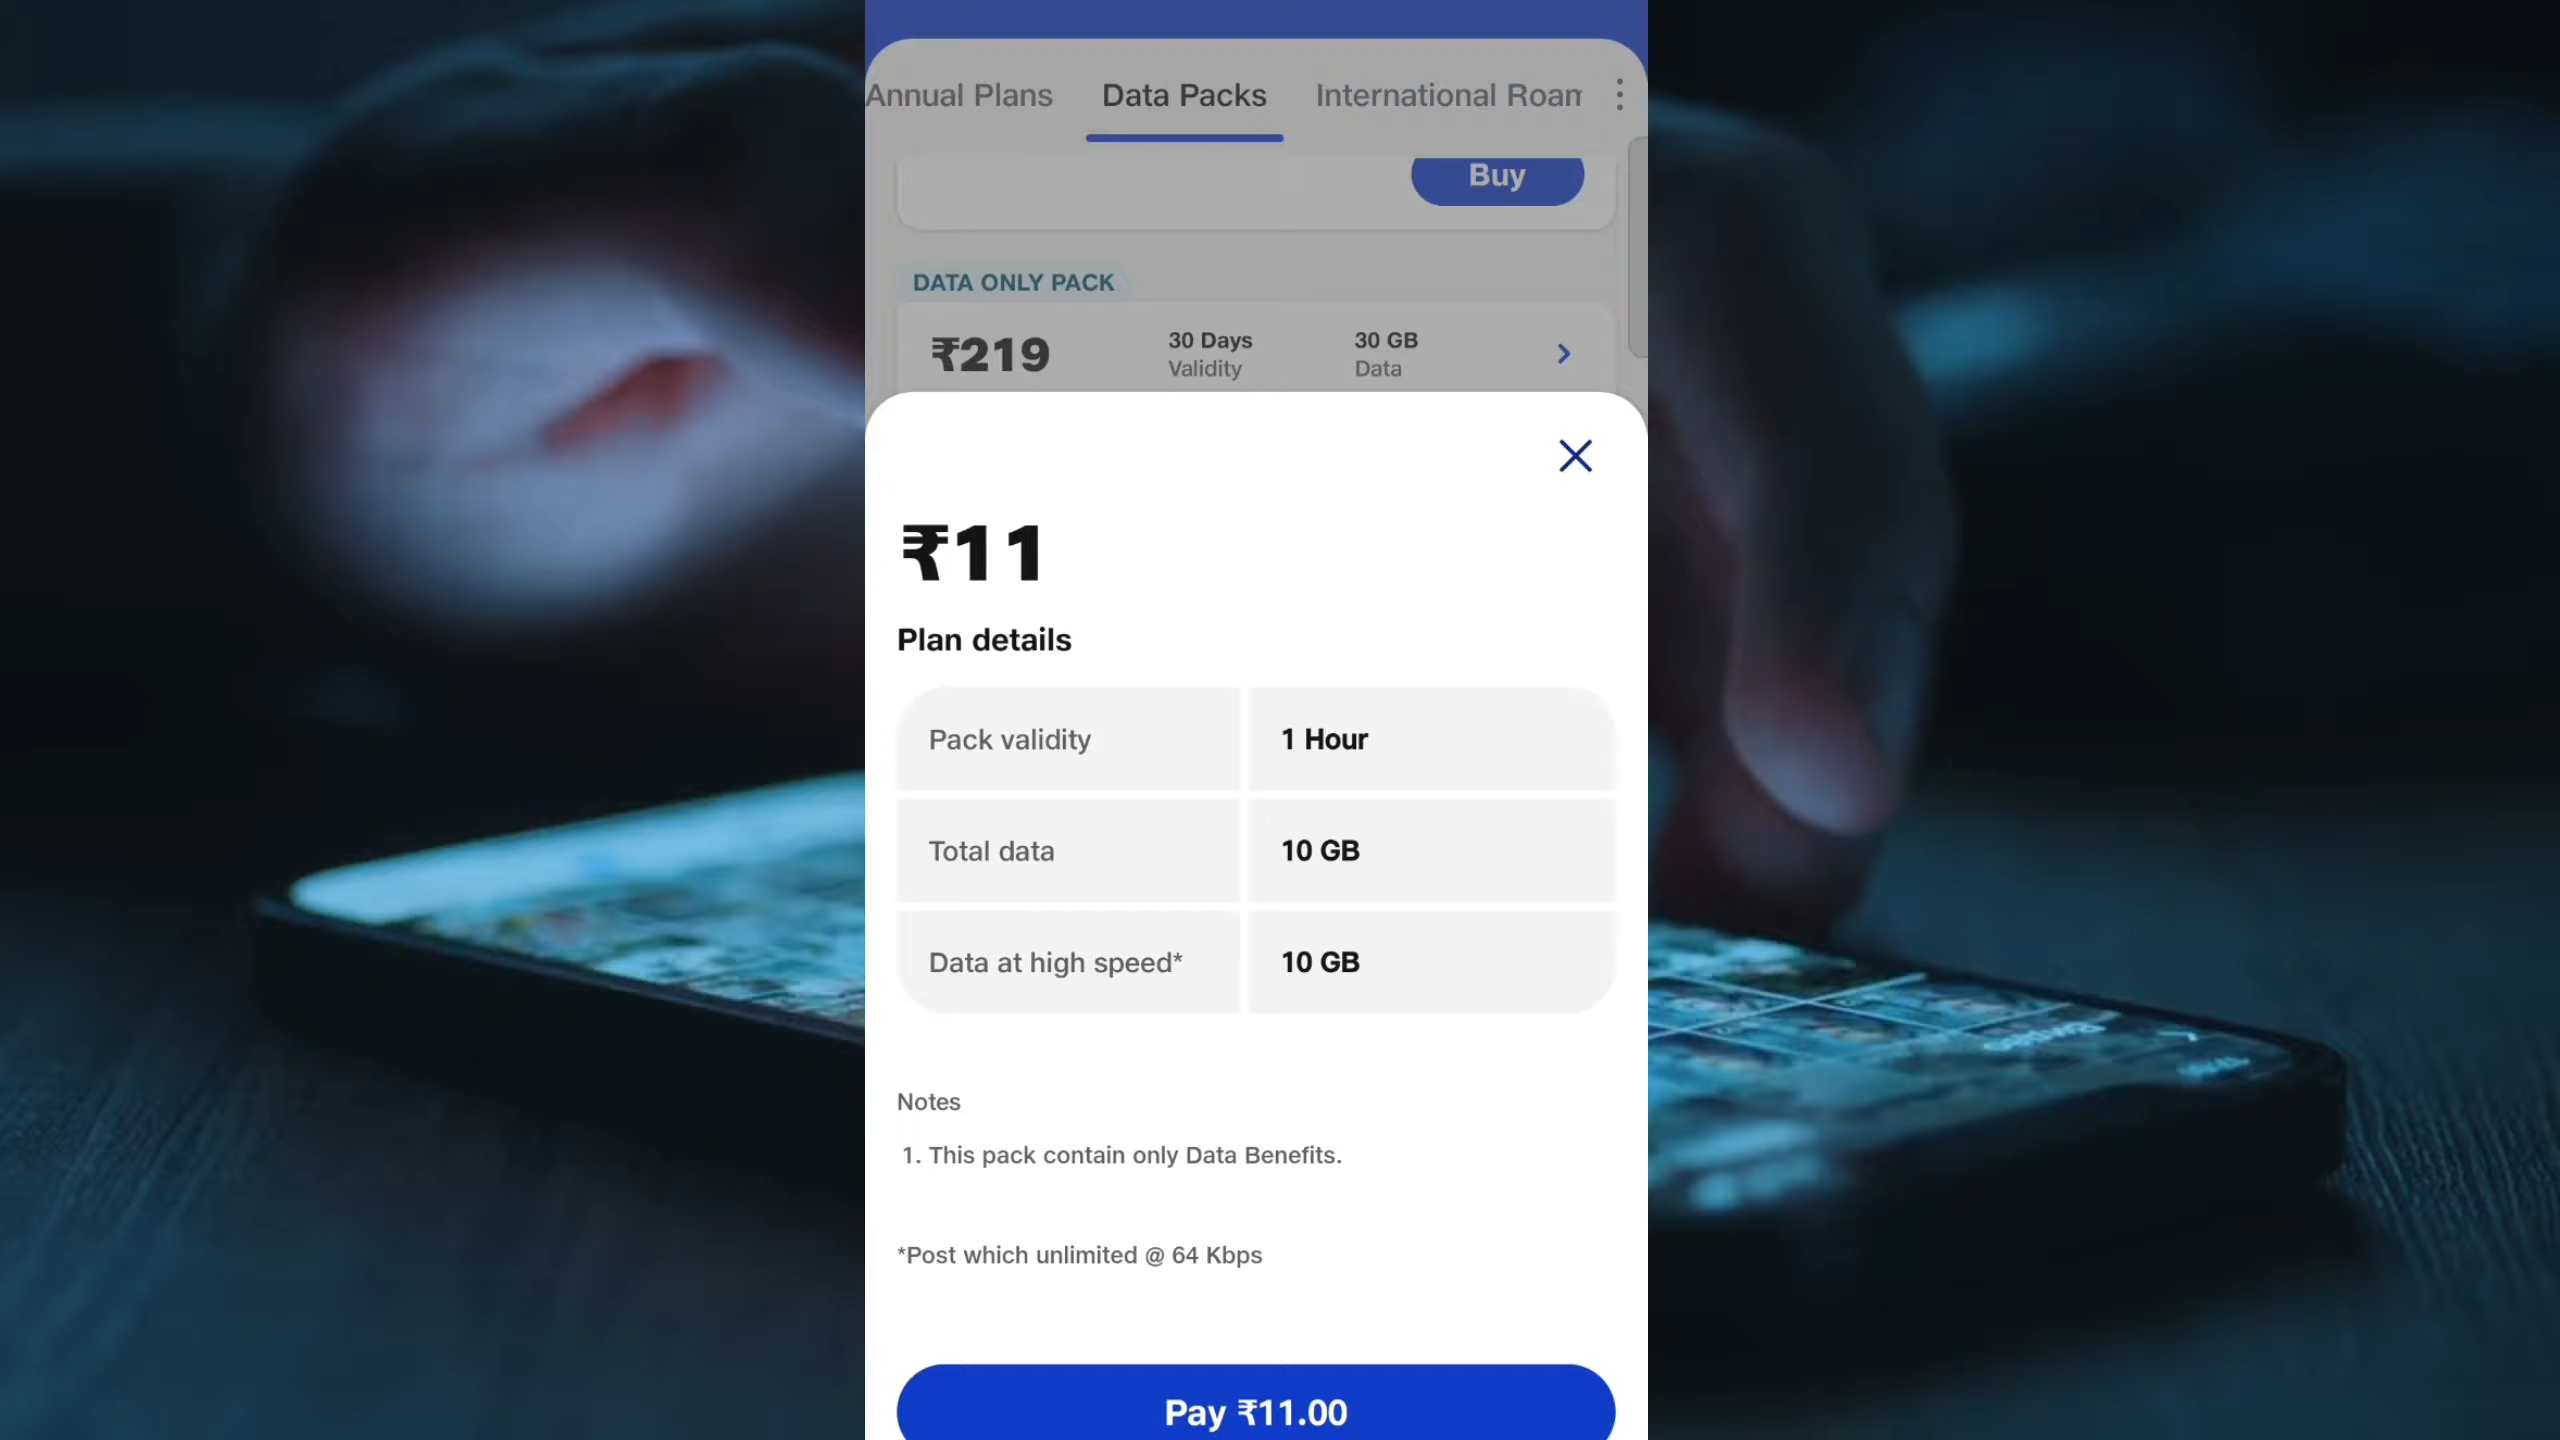 Annual Plans Data Packs International Roam
Buy
DATA ONLY PACK
₹219 30 Days 30 GB
Validity Data
₹11
Plan details
Pack validity 1 Hour
Total data 10 GB
Data at high speed* 10 GB
Notes
1. This pack contain only Data Benefits.
*Post which unlimited @ 64 Kbps
Pay ₹11.00